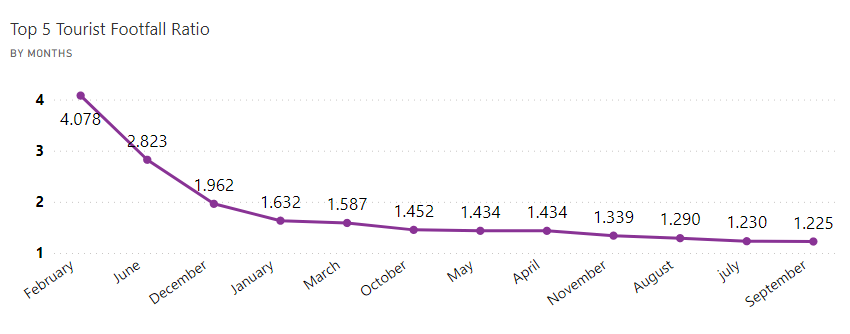 Top 5 Tourist Footfall Ratio
BY MONTHS
4
3
2
1
4.078
2.823
1.962
1.632
1.587
1.452
1.434
1.434
1.339
1.290
1.230
1.225
February
June
December
January
March
October
May
April
November
August
july
September